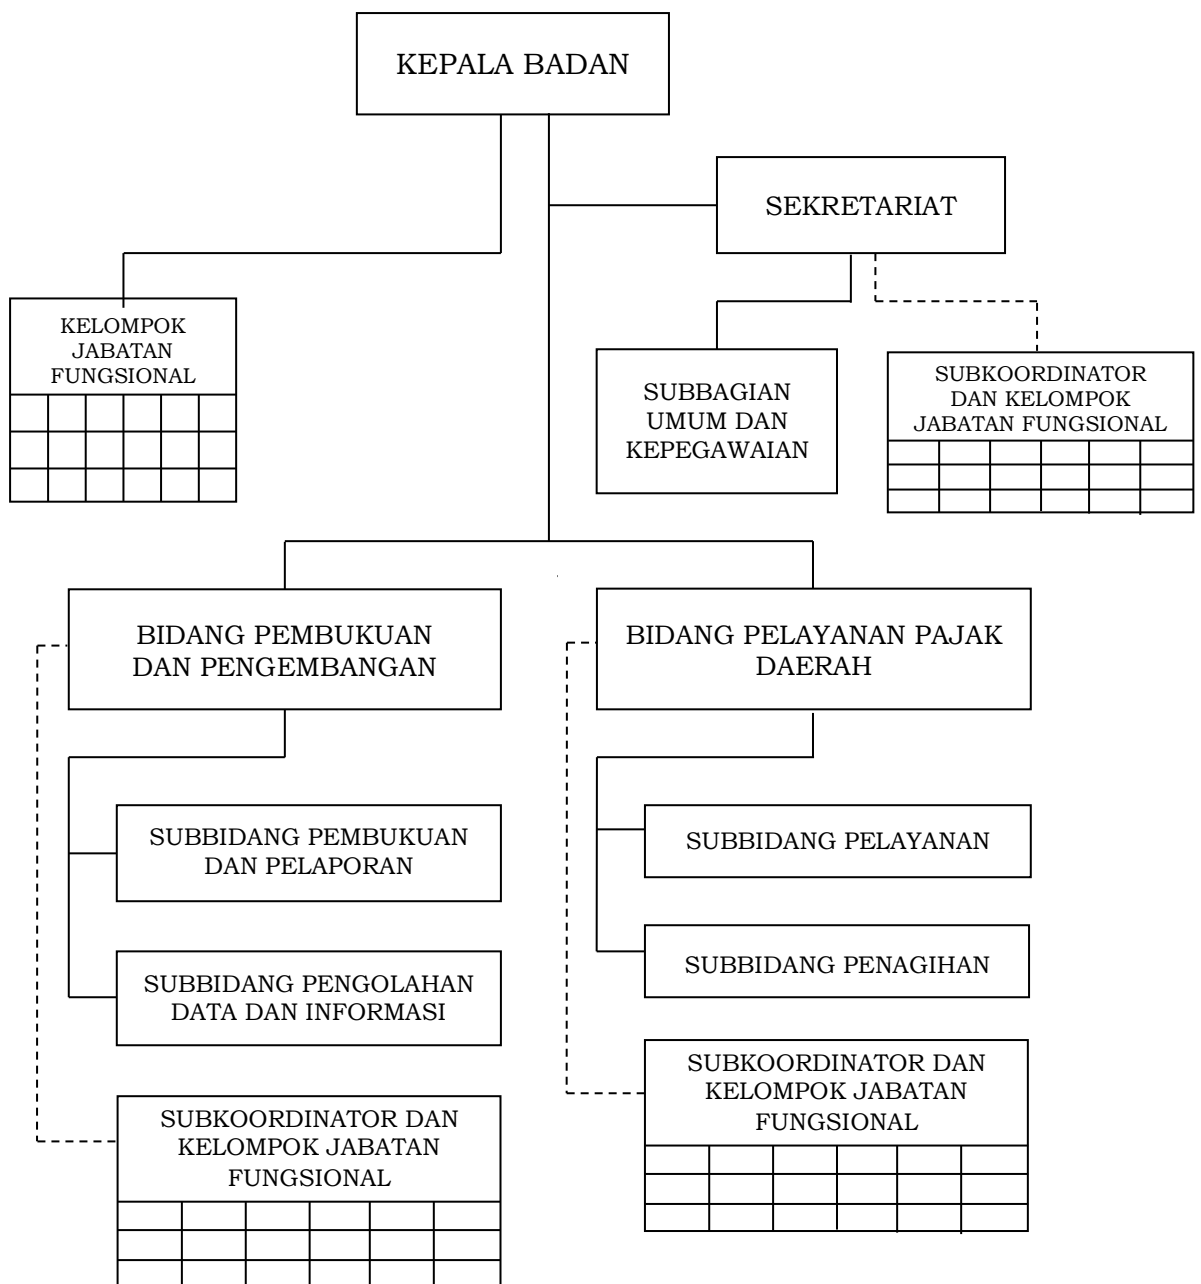 KEPALA BADAN
SEKRETARIAT
KELOMPOK
JABATAN
FUNGSIONAL
SUBBAGIAN
UMUM DAN
KEPEGAWAIAN
SUBKOORDINATOR
DAN KELOMPOK
JABATAN FUNGSIONAL
BIDANG PEMBUKUAN
DAN PENGEMBANGAN
BIDANG PELAYANAN PAJAK
DAERAH
SUBBIDANG PEMBUKUAN
DAN PELAPORAN
SUBBIDANG PENGOLAHAN
DATA DAN INFORMASI
SUBKOORDINATOR DAN
KELOMPOK JABATAN
FUNGSIONAL
SUBBIDANG PELAYANAN
SUBBIDANG PENAGIHAN
SUBKOORDINATOR DAN
KELOMPOK JABATAN
FUNGSIONAL